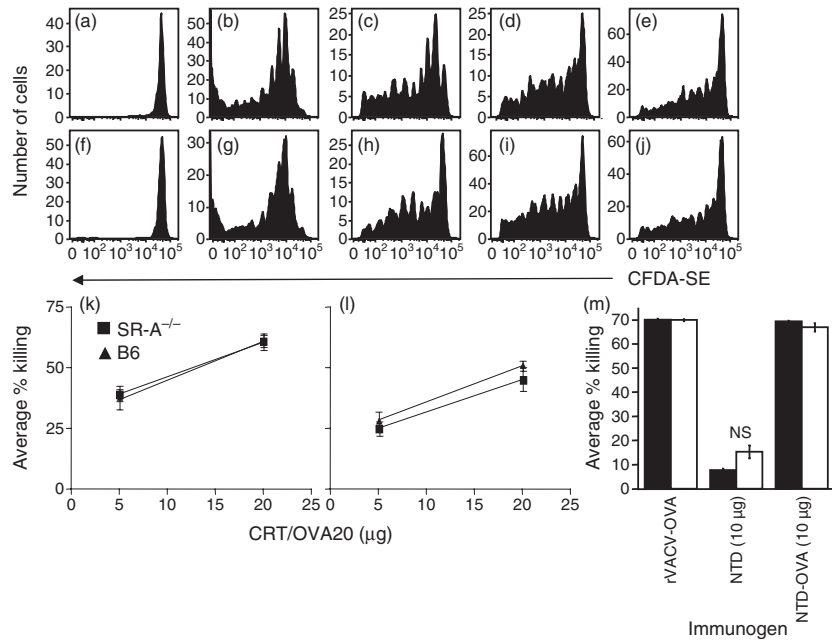 Number of cells
(a) (b) (c) (d) (e)
40 30 20 10 0
50 40 30 20 10 0
25 20 15 10 5 0
25 20 15 10 5 0
80 60 40 20 0
(f) (g) (h) (i) (j)
50 40 30 20 10 0
40 30 20 10 0
25 20 15 10 5 0
60 40 20 0
60 40 20 0
0 10² 10³ 10⁴ 10⁵ 0 10² 10³ 10⁴ 10⁵ 0 10² 10³ 10⁴ 10⁵ 0 10² 10³ 10⁴ 10⁵ 0 10² 10³ 10⁴ 10⁵
CFDA-SE
(k)
SR-A⁻/⁻
B6
Average % killing
75
50
25
0
0 5 10 15 20 25
(l)
0 5 10 15 20 25
CRT/OVA20 (µg)
(m)
Average % killing
70
60
50
40
30
20
10
0
NS
rVACV-OVA
NTD (10 µg)
NTD-OVA (10 µg)
Immunogen